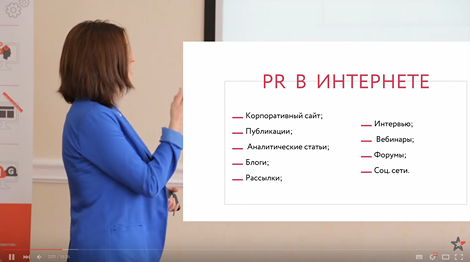 PR В ИНТЕРНЕТЕ
Корпоративный сайт;
Публикации;
Аналитические статьи;
Блоги;
Рассылки;
Интервью;
Вебинары;
Форумы;
Соц. сети.